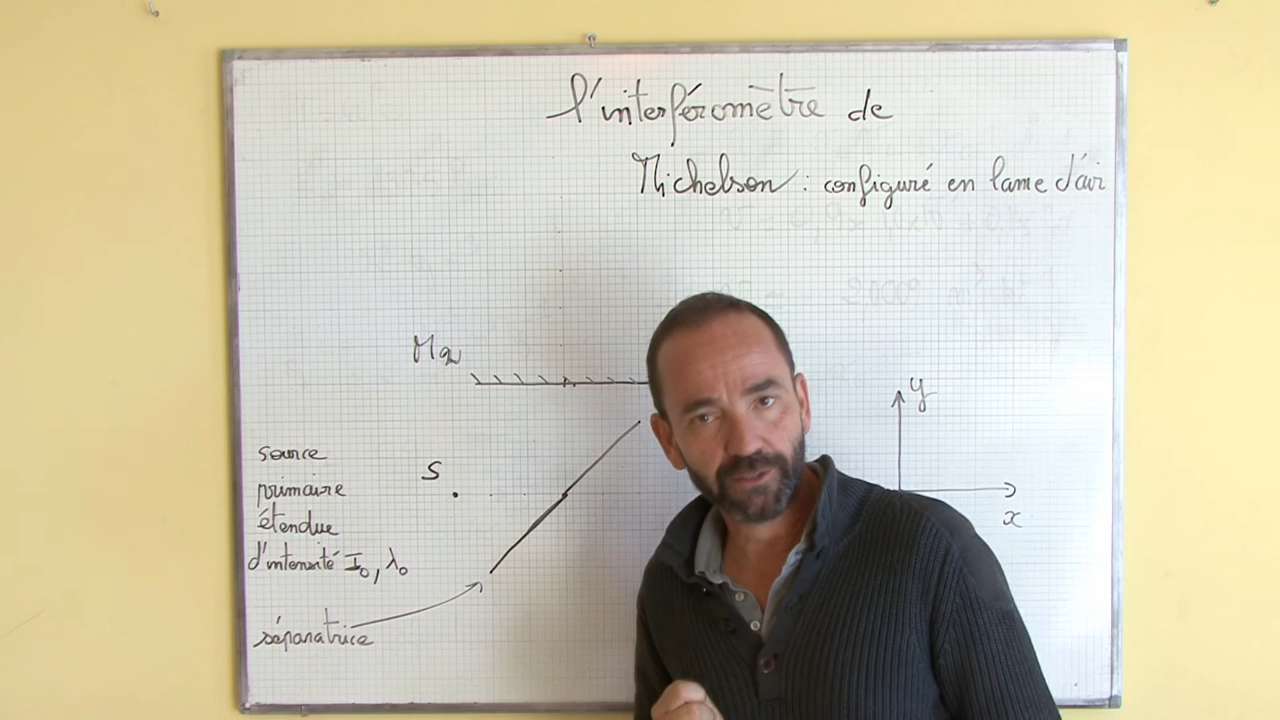 l'interféromètre de
Michelson : configuré en lame d'air
M2
y
source
S
primaire
étendue
x
d'intensité I₀, λ₀
séparatrice